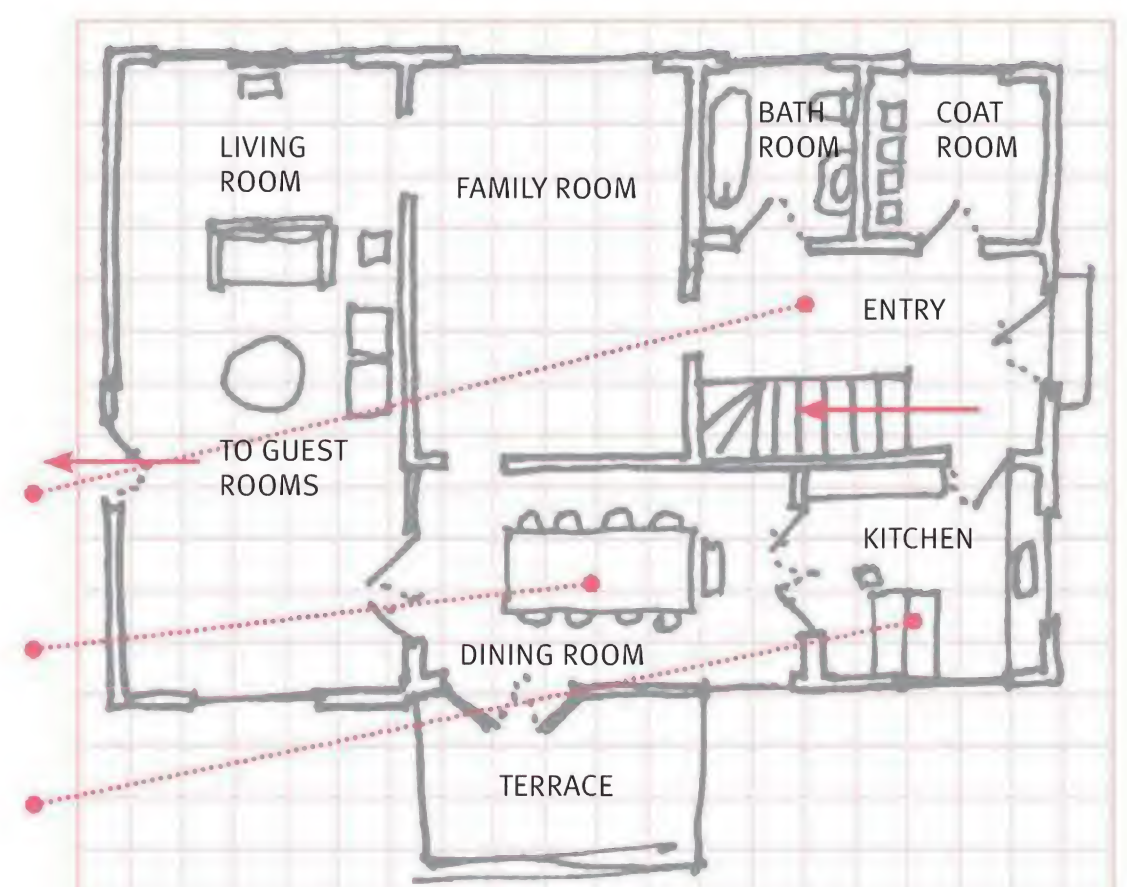 BATH
ROOM
COAT
ROOM
LIVING
ROOM
FAMILY ROOM
ENTRY
TO GUEST
ROOMS
KITCHEN
DINING ROOM
TERRACE